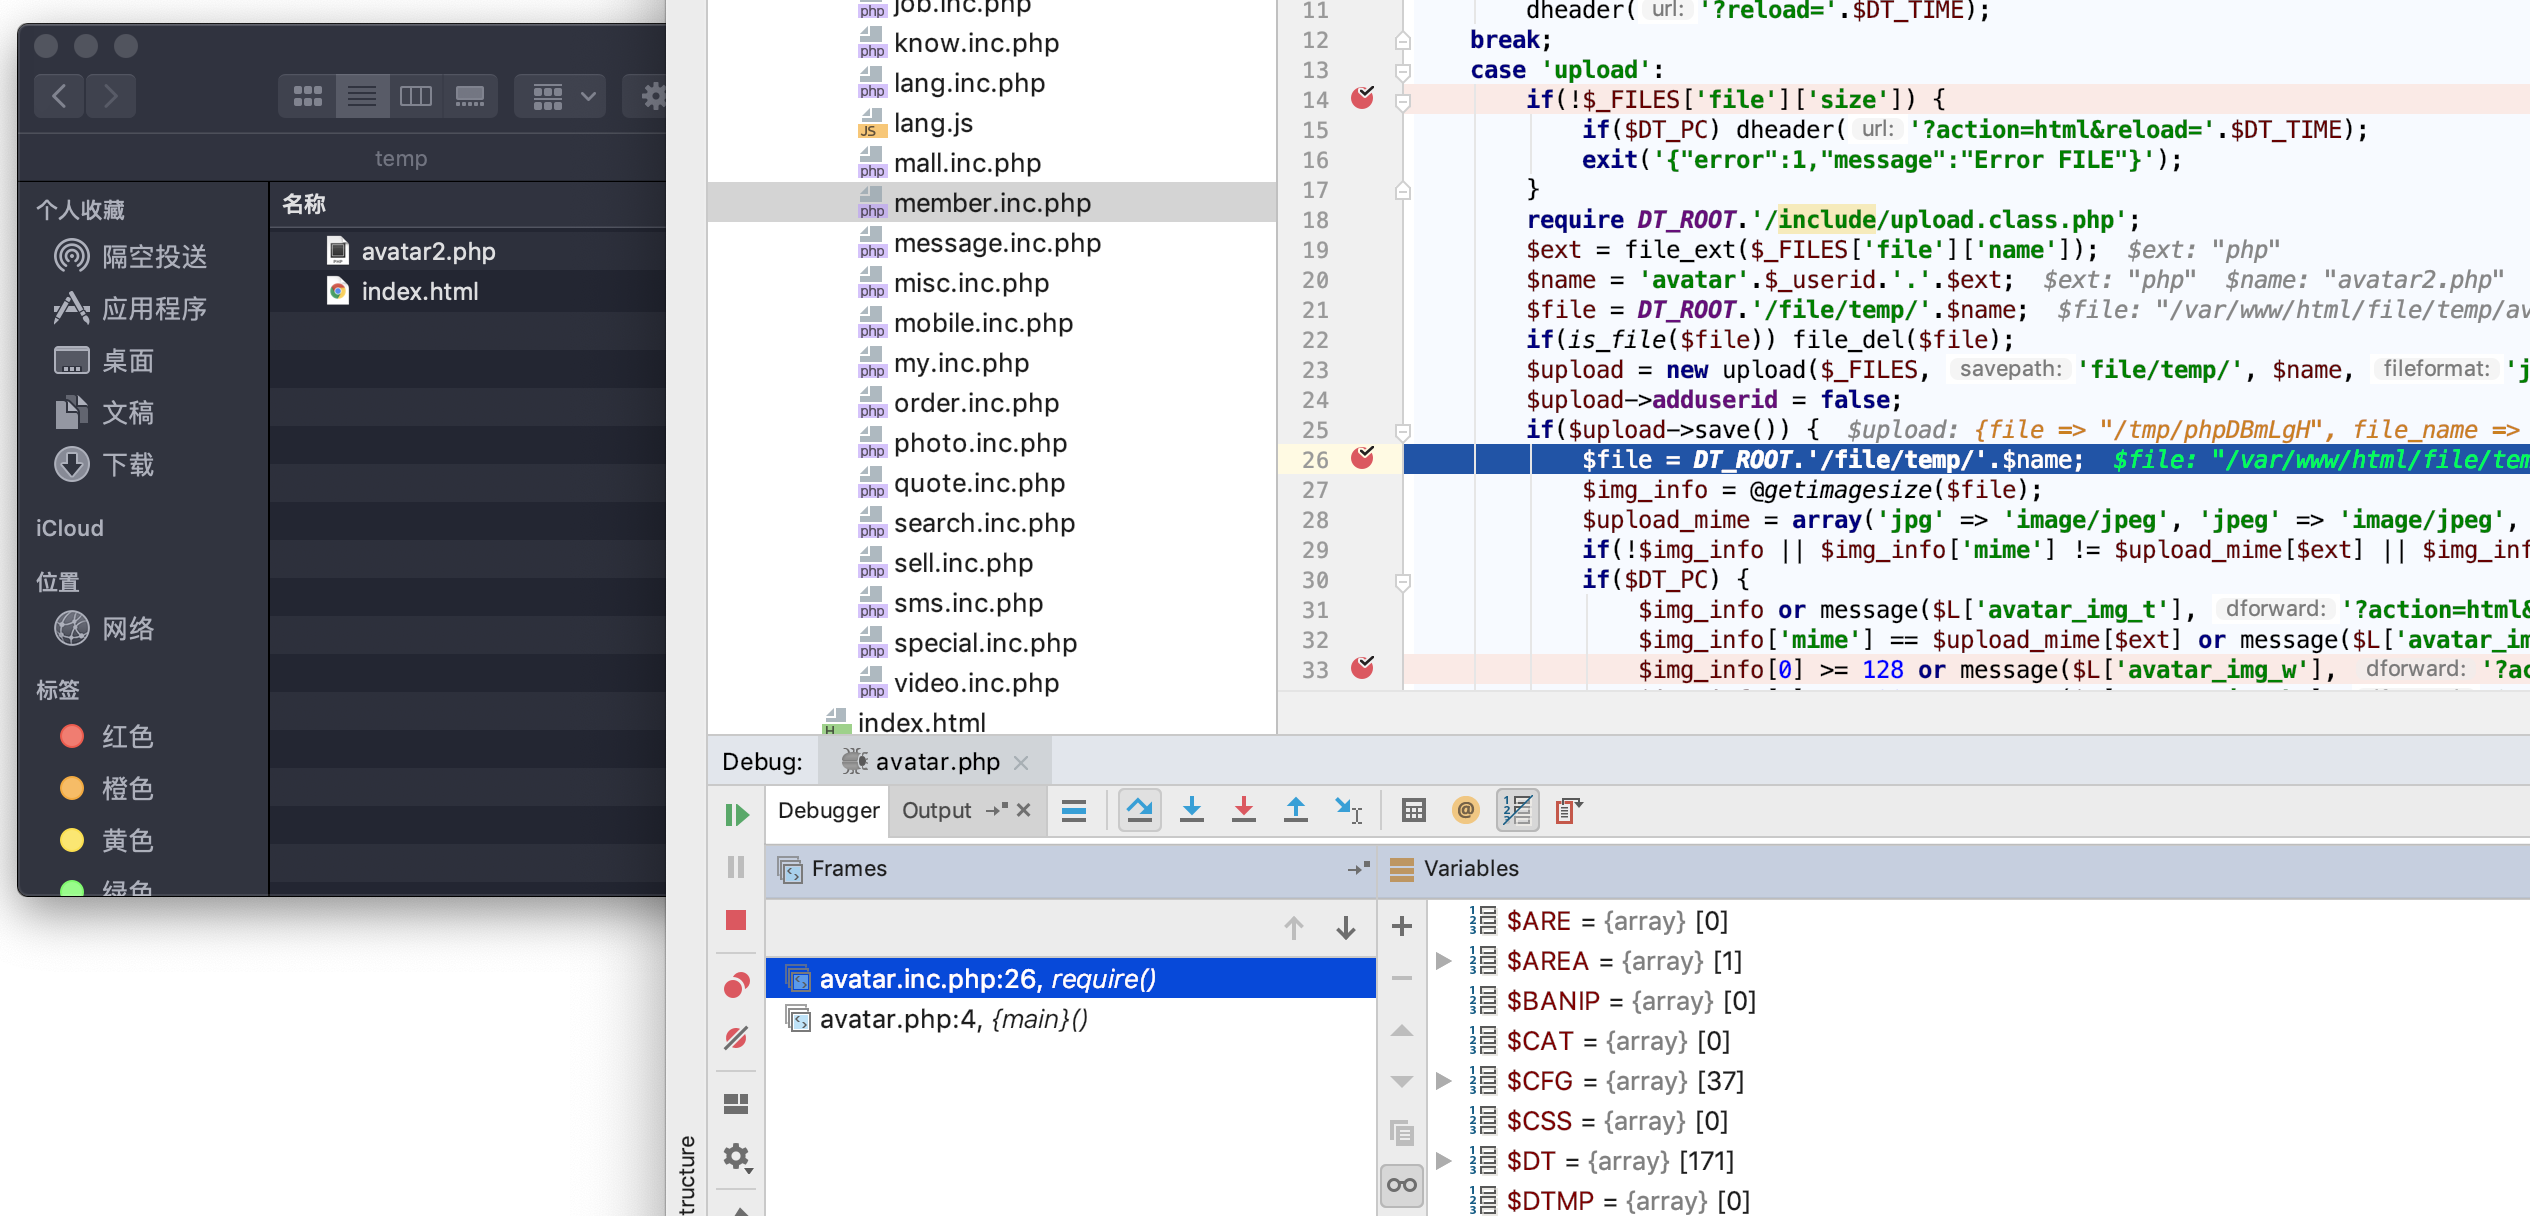 temp
个人收藏
隔空投送
应用程序
桌面
文稿
下载
iCloud
位置
网络
标签
红色
橙色
黄色
绿色
名称
avatar2.php
index.html
job.inc.php
know.inc.php
lang.inc.php
lang.js
mall.inc.php
member.inc.php
message.inc.php
misc.inc.php
mobile.inc.php
my.inc.php
order.inc.php
photo.inc.php
quote.inc.php
search.inc.php
sell.inc.php
sms.inc.php
special.inc.php
video.inc.php
index.html
11 dheader( url: '?reload='.$DT_TIME);
12 break;
13 case 'upload':
14 if(!$_FILES['file']['size']) {
15 if($DT_PC) dheader( url: '?action=html&reload='.$DT_TIME);
16 exit('{"error":1,"message":"Error FILE"}');
17 }
18 require DT_ROOT.'/include/upload.class.php';
19 $ext = file_ext($_FILES['file']['name']); $ext: "php"
20 $name = 'avatar'.$_userid.'.'.$ext; $ext: "php" $name: "avatar2.php"
21 $file = DT_ROOT.'/file/temp/'.$name; $file: "/var/www/html/file/temp/av
22 if(is_file($file)) file_del($file);
23 $upload = new upload($_FILES, savepath: 'file/temp/', $name, fileformat: 'j
24 $upload->adduserid = false;
25 if($upload->save()) { $upload: {file => "/tmp/phpDBmLgH", file_name =>
26 $file = DT_ROOT.'/file/temp/'.$name; $file: "/var/www/html/file/tem
27 $img_info = @getimagesize($file);
28 $upload_mime = array('jpg' => 'image/jpeg', 'jpeg' => 'image/jpeg',
29 if(!$img_info || $img_info['mime'] != $upload_mime[$ext] || $img_inf
30 if($DT_PC) {
31 $img_info or message($L['avatar_img_t'], dforward: '?action=html&
32 $img_info['mime'] == $upload_mime[$ext] or message($L['avatar_im
33 $img_info[0] >= 128 or message($L['avatar_img_w'], dforward: '?ac
Debug: avatar.php
Debugger Output
Frames
Variables
avatar.inc.php:26, require()
avatar.php:4, {main}()
$ARE = {array} [0]
$AREA = {array} [1]
$BANIP = {array} [0]
$CAT = {array} [0]
$CFG = {array} [37]
$CSS = {array} [0]
$DT = {array} [171]
$DTMP = {array} [0]
tructure